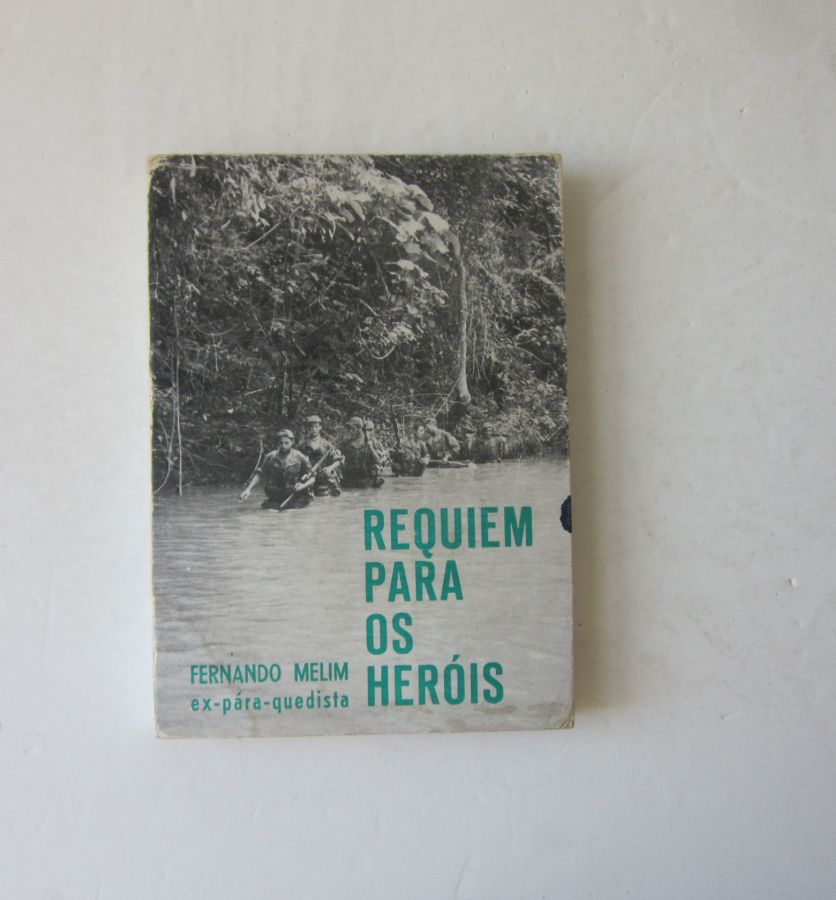 REQUIEM
PARA
OS
HERÓIS
FERNANDO MELIM
ex-pára-quedista